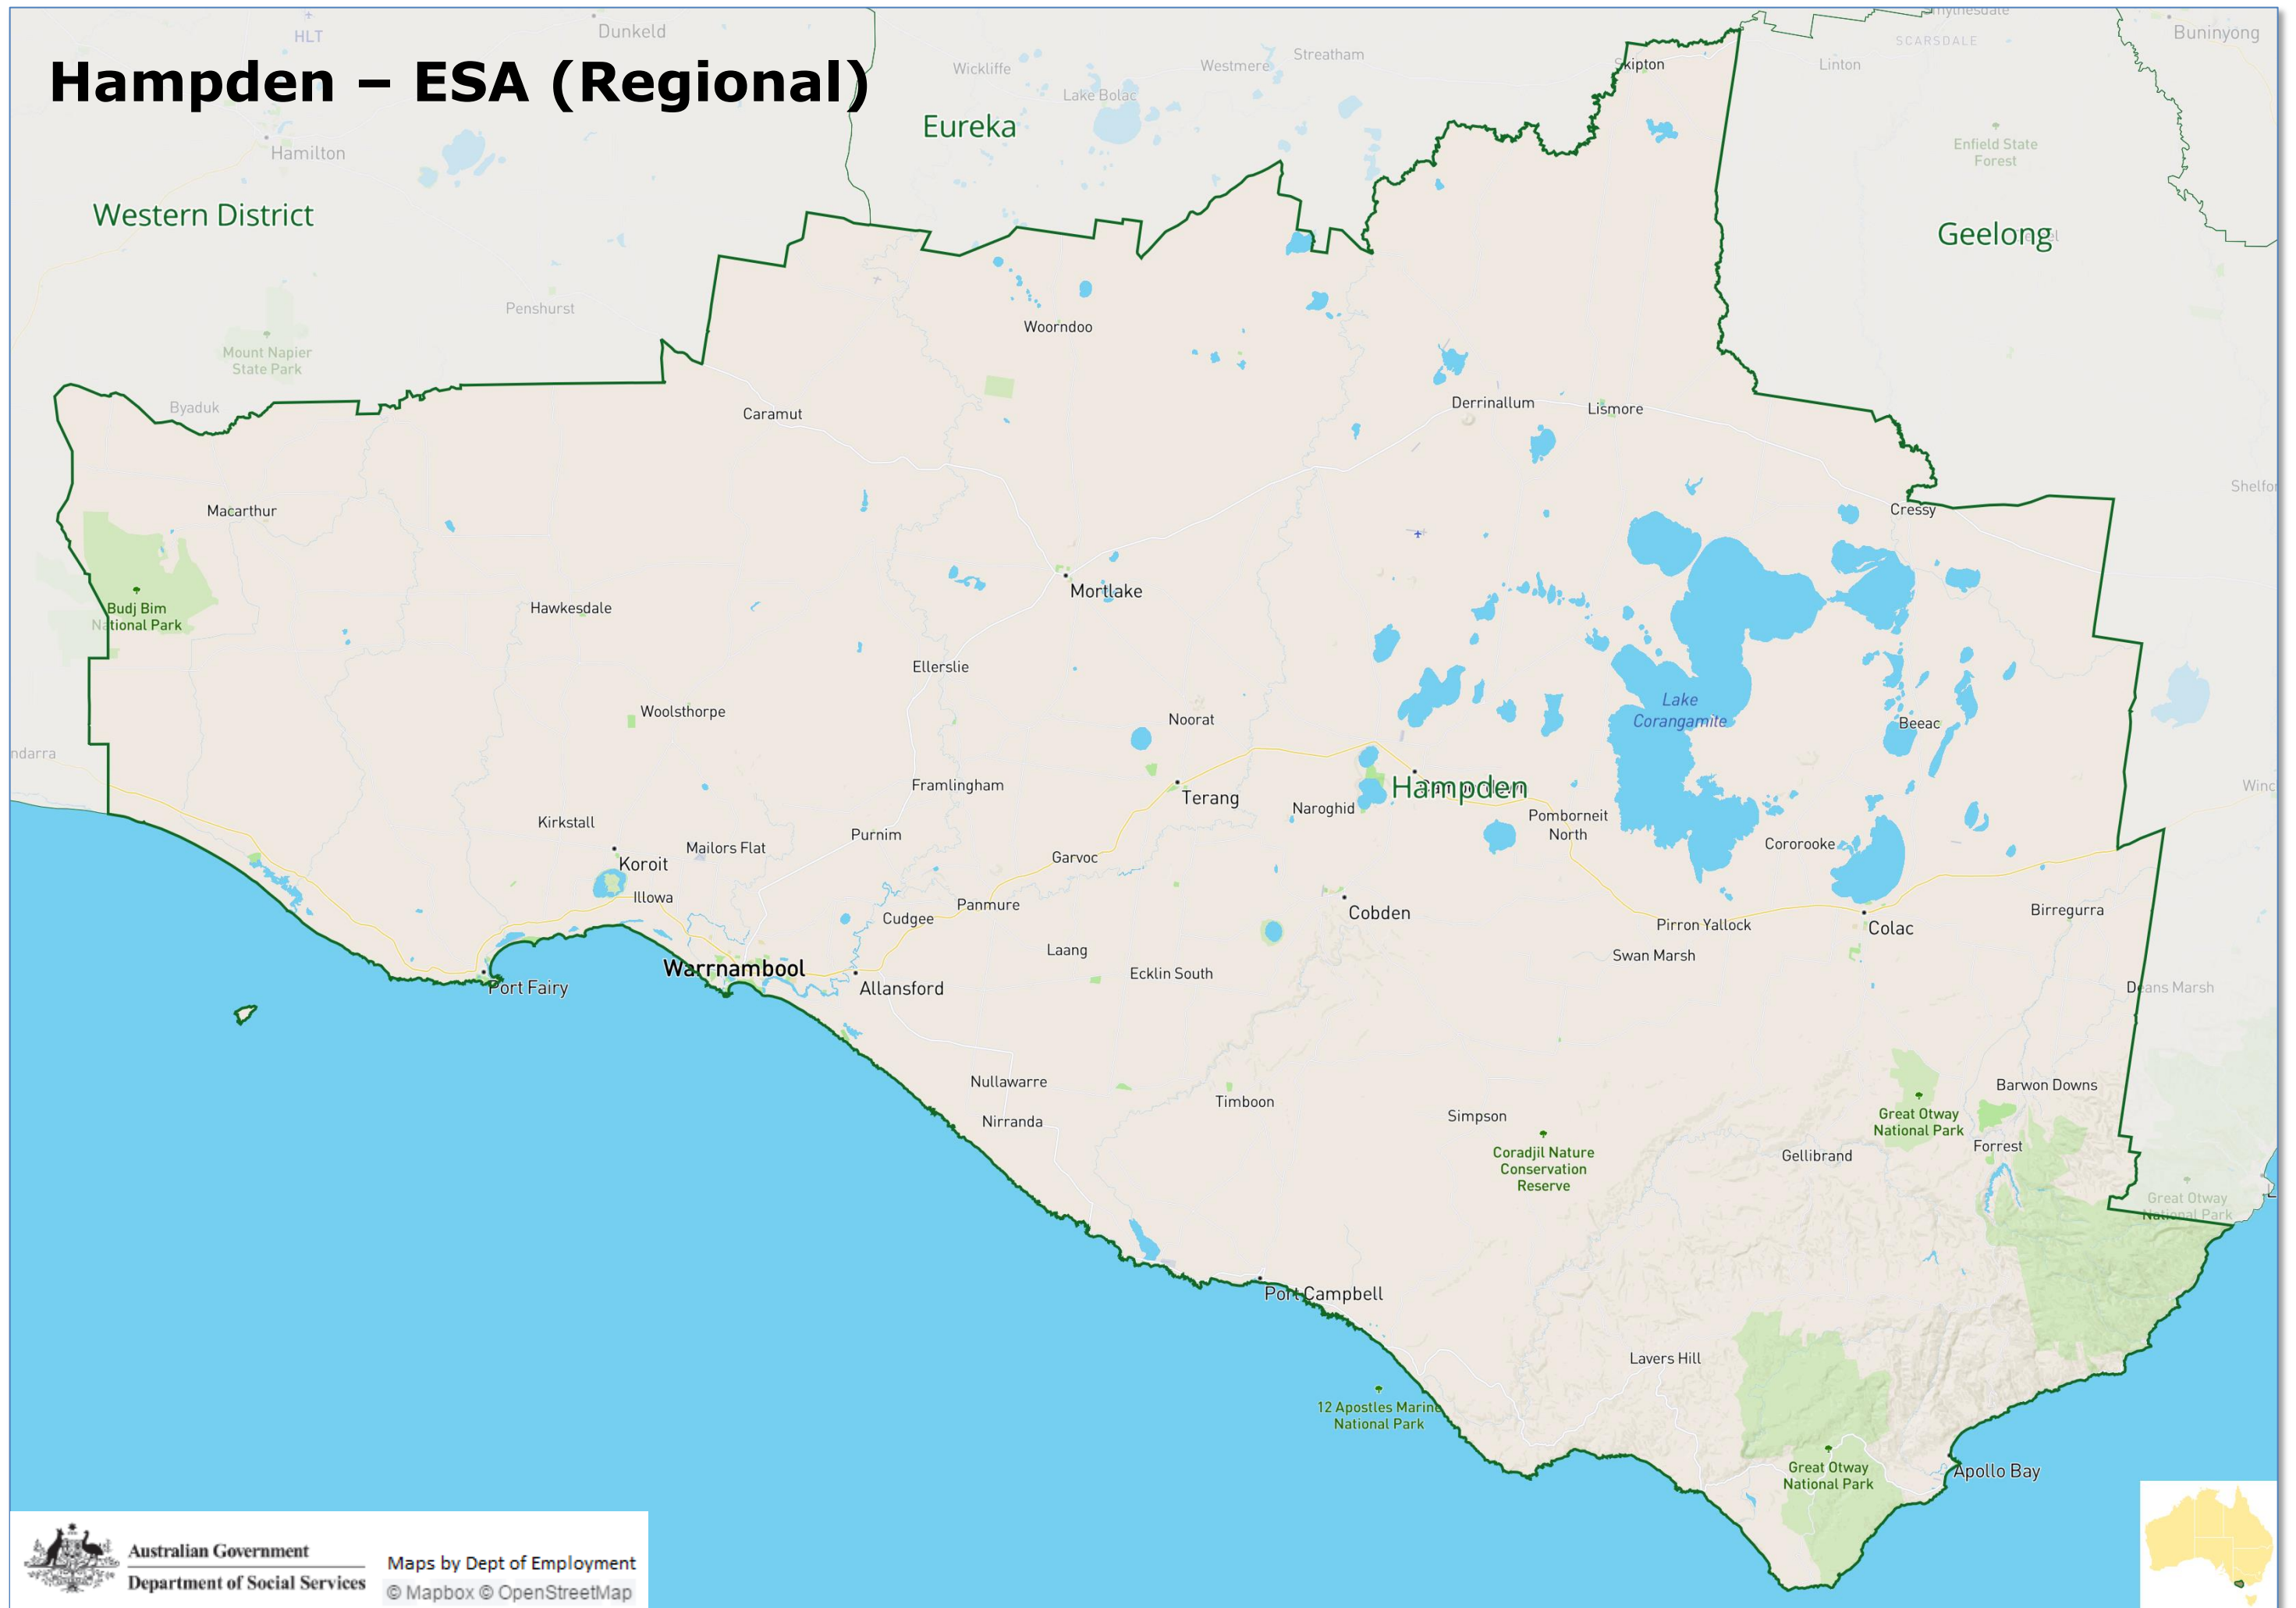 HLT
Dunkeld
Smythesdale
SCARSDALE
Buninyong
Hampden – ESA (Regional)
Wickliffe
Westmere
Streatham
Skipton
Linton
Lake Bolac
Eureka
Hamilton
Enfield State
Forest
Western District
Geelong
Penshurst
Woorndoo
Mount Napier
State Park
Byaduk
Caramut
Derrinallum
Lismore
Macarthur
Cressy
Shelfor
Budj Bim
National Park
Hawkesdale
Mortlake
Ellerslie
Lake
Corangamite
Woolsthorpe
Noorat
Beeac
ndarra
Framlingham
Terang
Hampden
Naroghid
Winc
Pomborneit
North
Kirkstall
Koroit
Mailors Flat
Purnim
Garvoc
Cororooke
Illowa
Cudgee
Panmure
Cobden
Pirron Yallock
Colac
Birregurra
Warrnambool
Laang
Ecklin South
Swan Marsh
Port Fairy
Allansford
Deans Marsh
Nullawarre
Nirranda
Timboon
Simpson
Barwon Downs
Great Otway
National Park
Coradjil Nature
Conservation
Reserve
Gellibrand
Forrest
Great Otway
National Park
L
Port Campbell
Lavers Hill
12 Apostles Marine
National Park
Great Otway
National Park
Apollo Bay
Australian Government
Department of Social Services
Maps by Dept of Employment
© Mapbox © OpenStreetMap